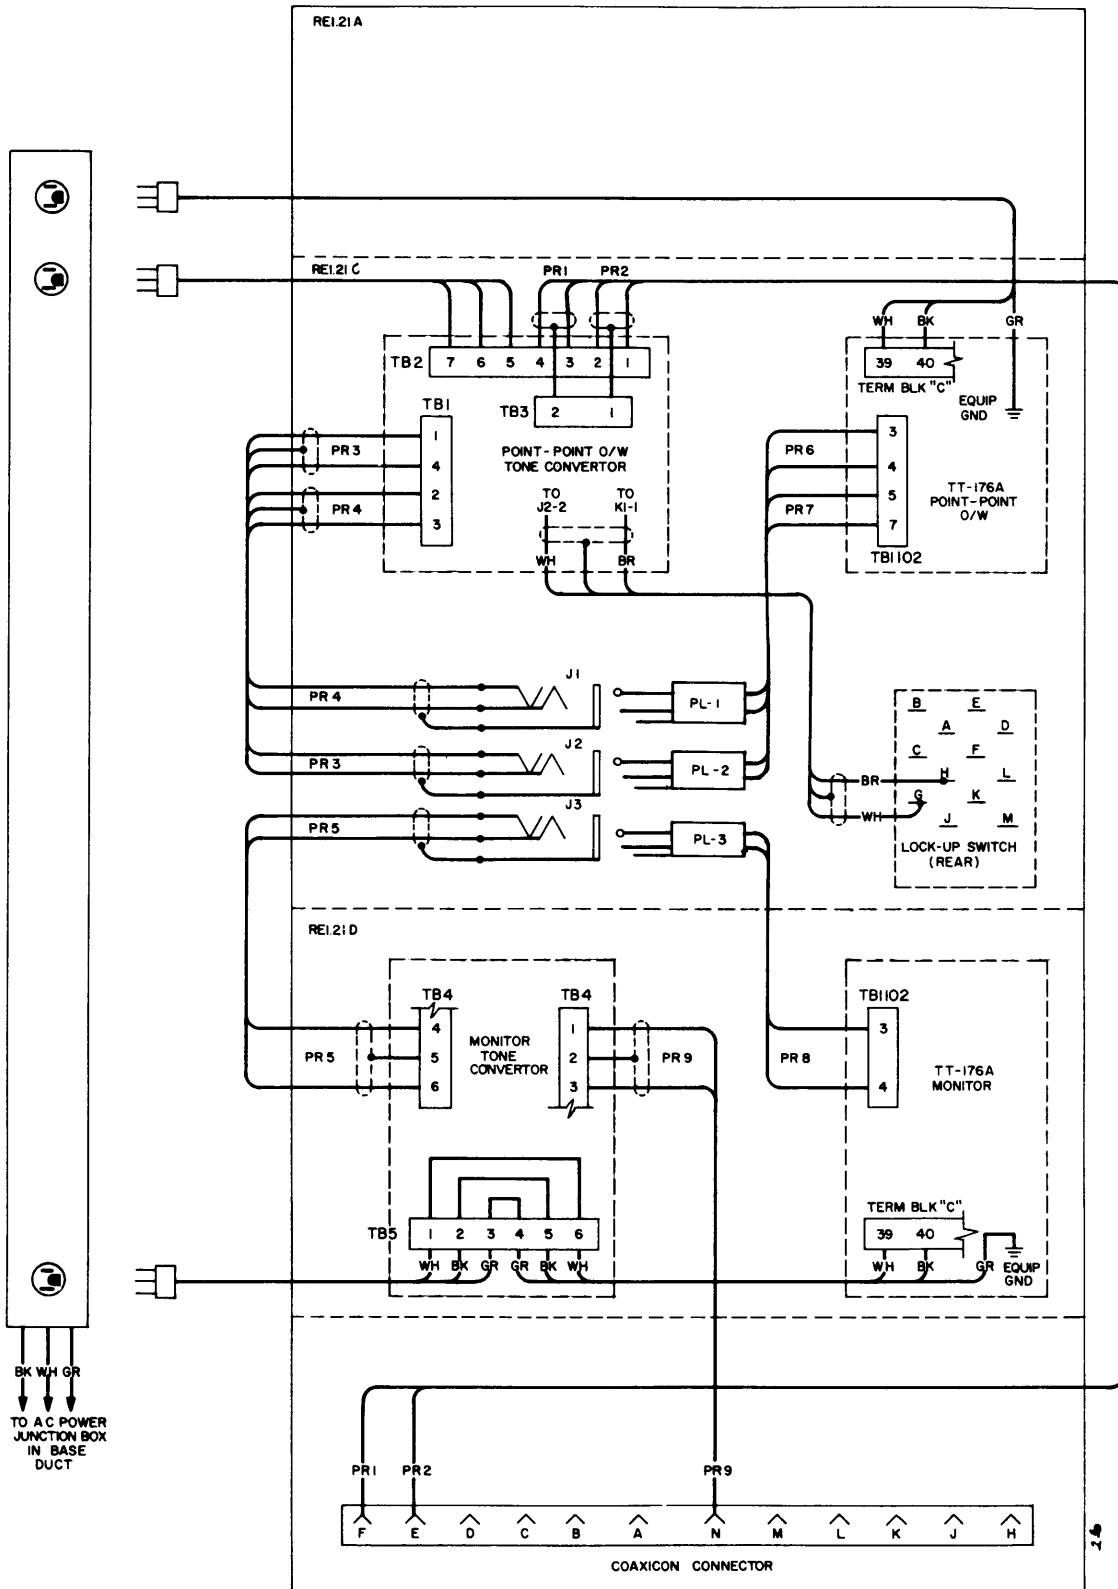 RE1.21A
RE1.21C
PR1 PR2
WH BK GR
TB2 7 6 5 4 3 2 1
39 40
TERM BLK "C"
EQUIP
GND
TB3 2 1
TB1
1
4
2
3
PR3
PR4
POINT-POINT O/W
TONE CONVERTOR
TO
J2-2
TO
K1-1
WH BR
PR6
PR7
3
4
5
7
TT-176A
POINT-POINT
O/W
TB1102
J1
PR4
PL-1
J2
PR3
PL-2
J3
PR5
PL-3
B E
A D
C F
H L
G K
J M
BR
WH
LOCK-UP SWITCH
(REAR)
RE1.21D
TB4
4
5
6
PR5
MONITOR
TONE
CONVERTOR
TB4
1
2
3
PR9
PR8
TB1102
3
4
TT-176A
MONITOR
TB5 1 2 3 4 5 6
WH BK GR GR BK WH
TERM BLK "C"
39 40
WH BK GR
EQUIP
GND
BK WH GR
TO AC POWER
JUNCTION BOX
IN BASE
DUCT
PR1 PR2 PR9
F E D C B A N M L K J H
COAXICON CONNECTOR